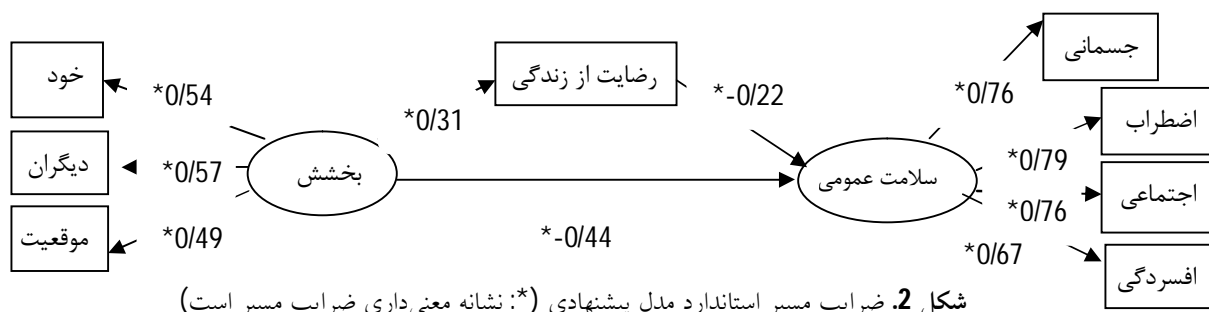 جسمانی
خود
رضایت از زندگی
*0/54
*0/31
*-0/22
*0/76
اضطراب
دیگران
*0/57
بخشش
سلامت عمومی
*0/79
اجتماعی
*0/76
موقعیت
*0/49
*-0/44
*0/67
افسردگی
شکل 2. ضرایب مسیر استاندارد مدل پیشنهادی (*: نشانه معنی‌داری ضرایب مسیر است)